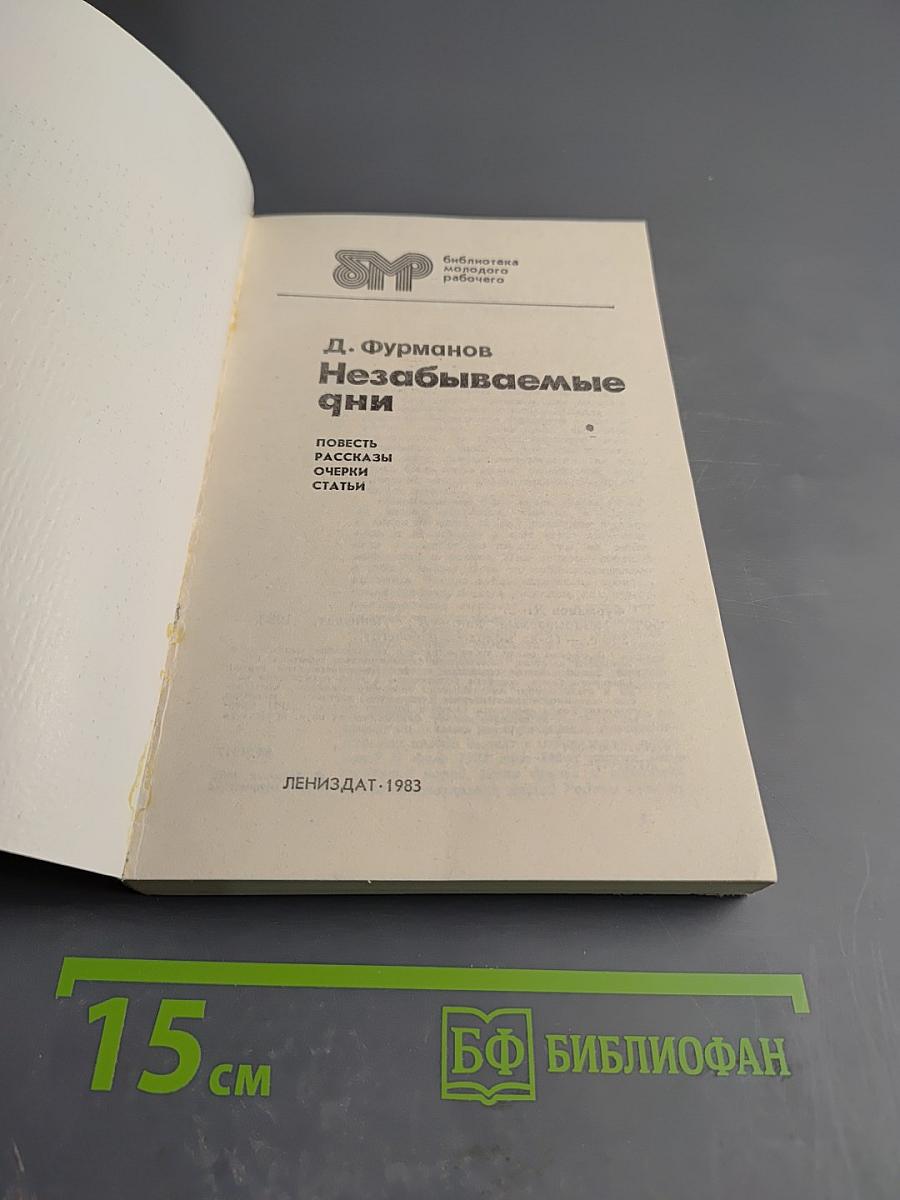 бмр
библиотека
молодого
рабочего
Д. Фурманов
Незабываемые
дни
ПОВЕСТЬ
РАССКАЗЫ
ОЧЕРКИ
СТАТЬИ
ЛЕНИЗДАТ·1983
15 см
БФ БИБЛИОФАН